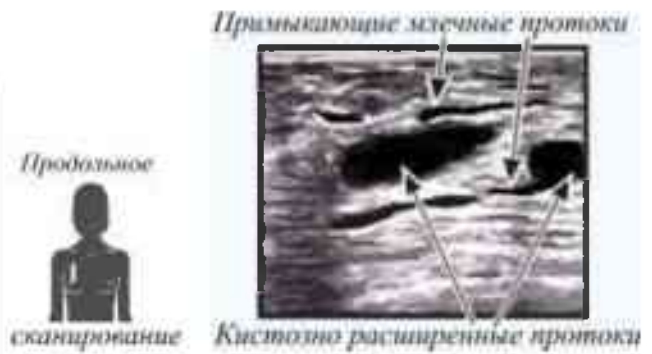 Примыкающие млечные протоки
Продольное
сканирование
Кистозно расширенные протоки